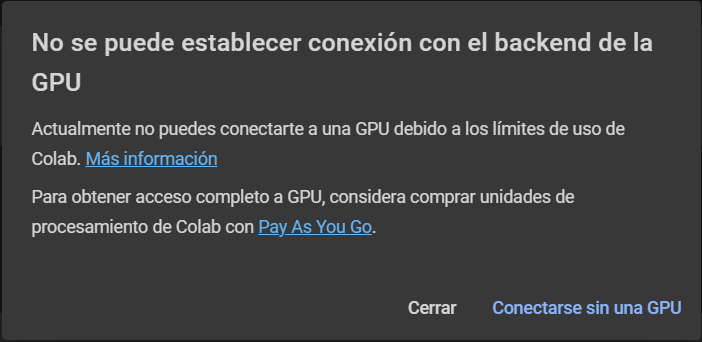 No se puede establecer conexión con el backend de la
GPU
Actualmente no puedes conectarte a una GPU debido a los límites de uso de
Colab. Más información
Para obtener acceso completo a GPU, considera comprar unidades de
procesamiento de Colab con Pay As You Go.
Cerrar Conectarse sin una GPU